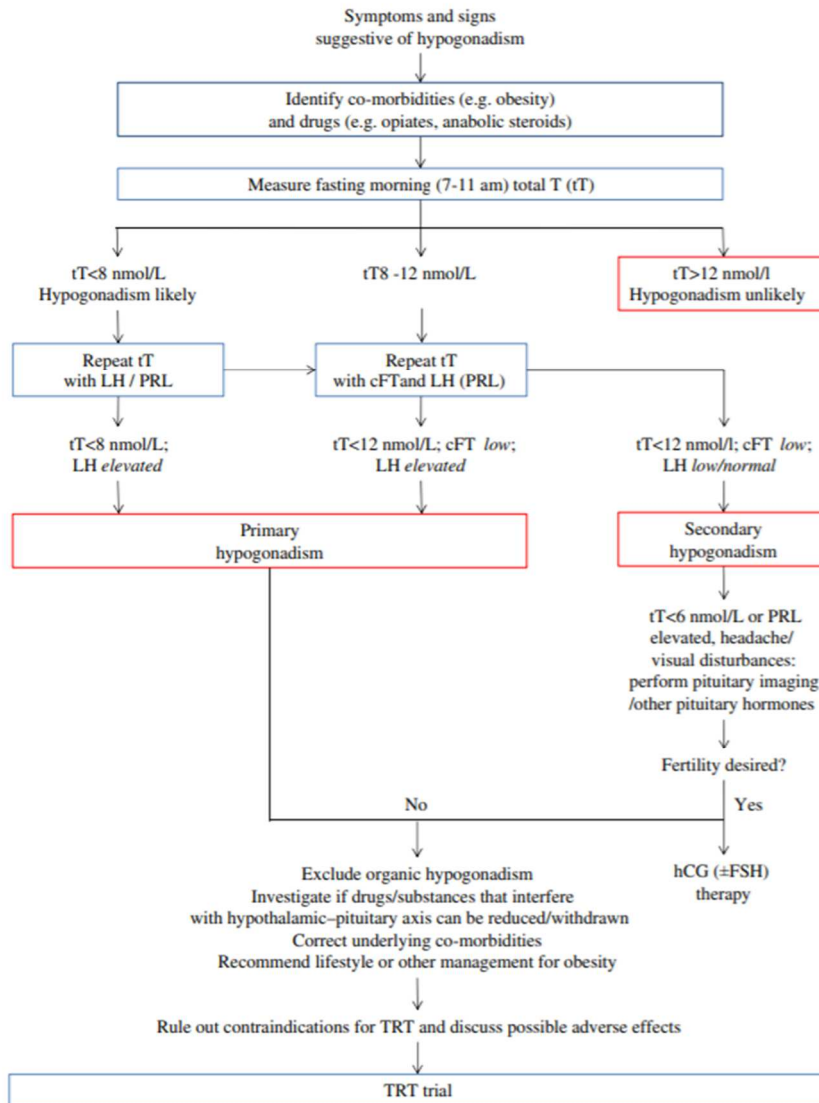 Symptoms and signs
suggestive of hypogonadism
Identify co-morbidities (e.g. obesity)
and drugs (e.g. opiates, anabolic steroids)
Measure fasting morning (7-11 am) total T (tT)
tT<8 nmol/L
Hypogonadism likely
tT8 -12 nmol/L
tT>12 nmol/l
Hypogonadism unlikely
Repeat tT
with LH / PRL
Repeat tT
with cFTand LH (PRL)
tT<8 nmol/L;
LH elevated
tT<12 nmol/L; cFT low;
LH elevated
tT<12 nmol/l; cFT low;
LH low/normal
Primary
hypogonadism
Secondary
hypogonadism
tT<6 nmol/L or PRL
elevated, headache/
visual disturbances:
perform pituitary imaging
/other pituitary hormones
Fertility desired?
No
Yes
Exclude organic hypogonadism
Investigate if drugs/substances that interfere
with hypothalamic–pituitary axis can be reduced/withdrawn
Correct underlying co-morbidities
Recommend lifestyle or other management for obesity
hCG (±FSH)
therapy
Rule out contraindications for TRT and discuss possible adverse effects
TRT trial